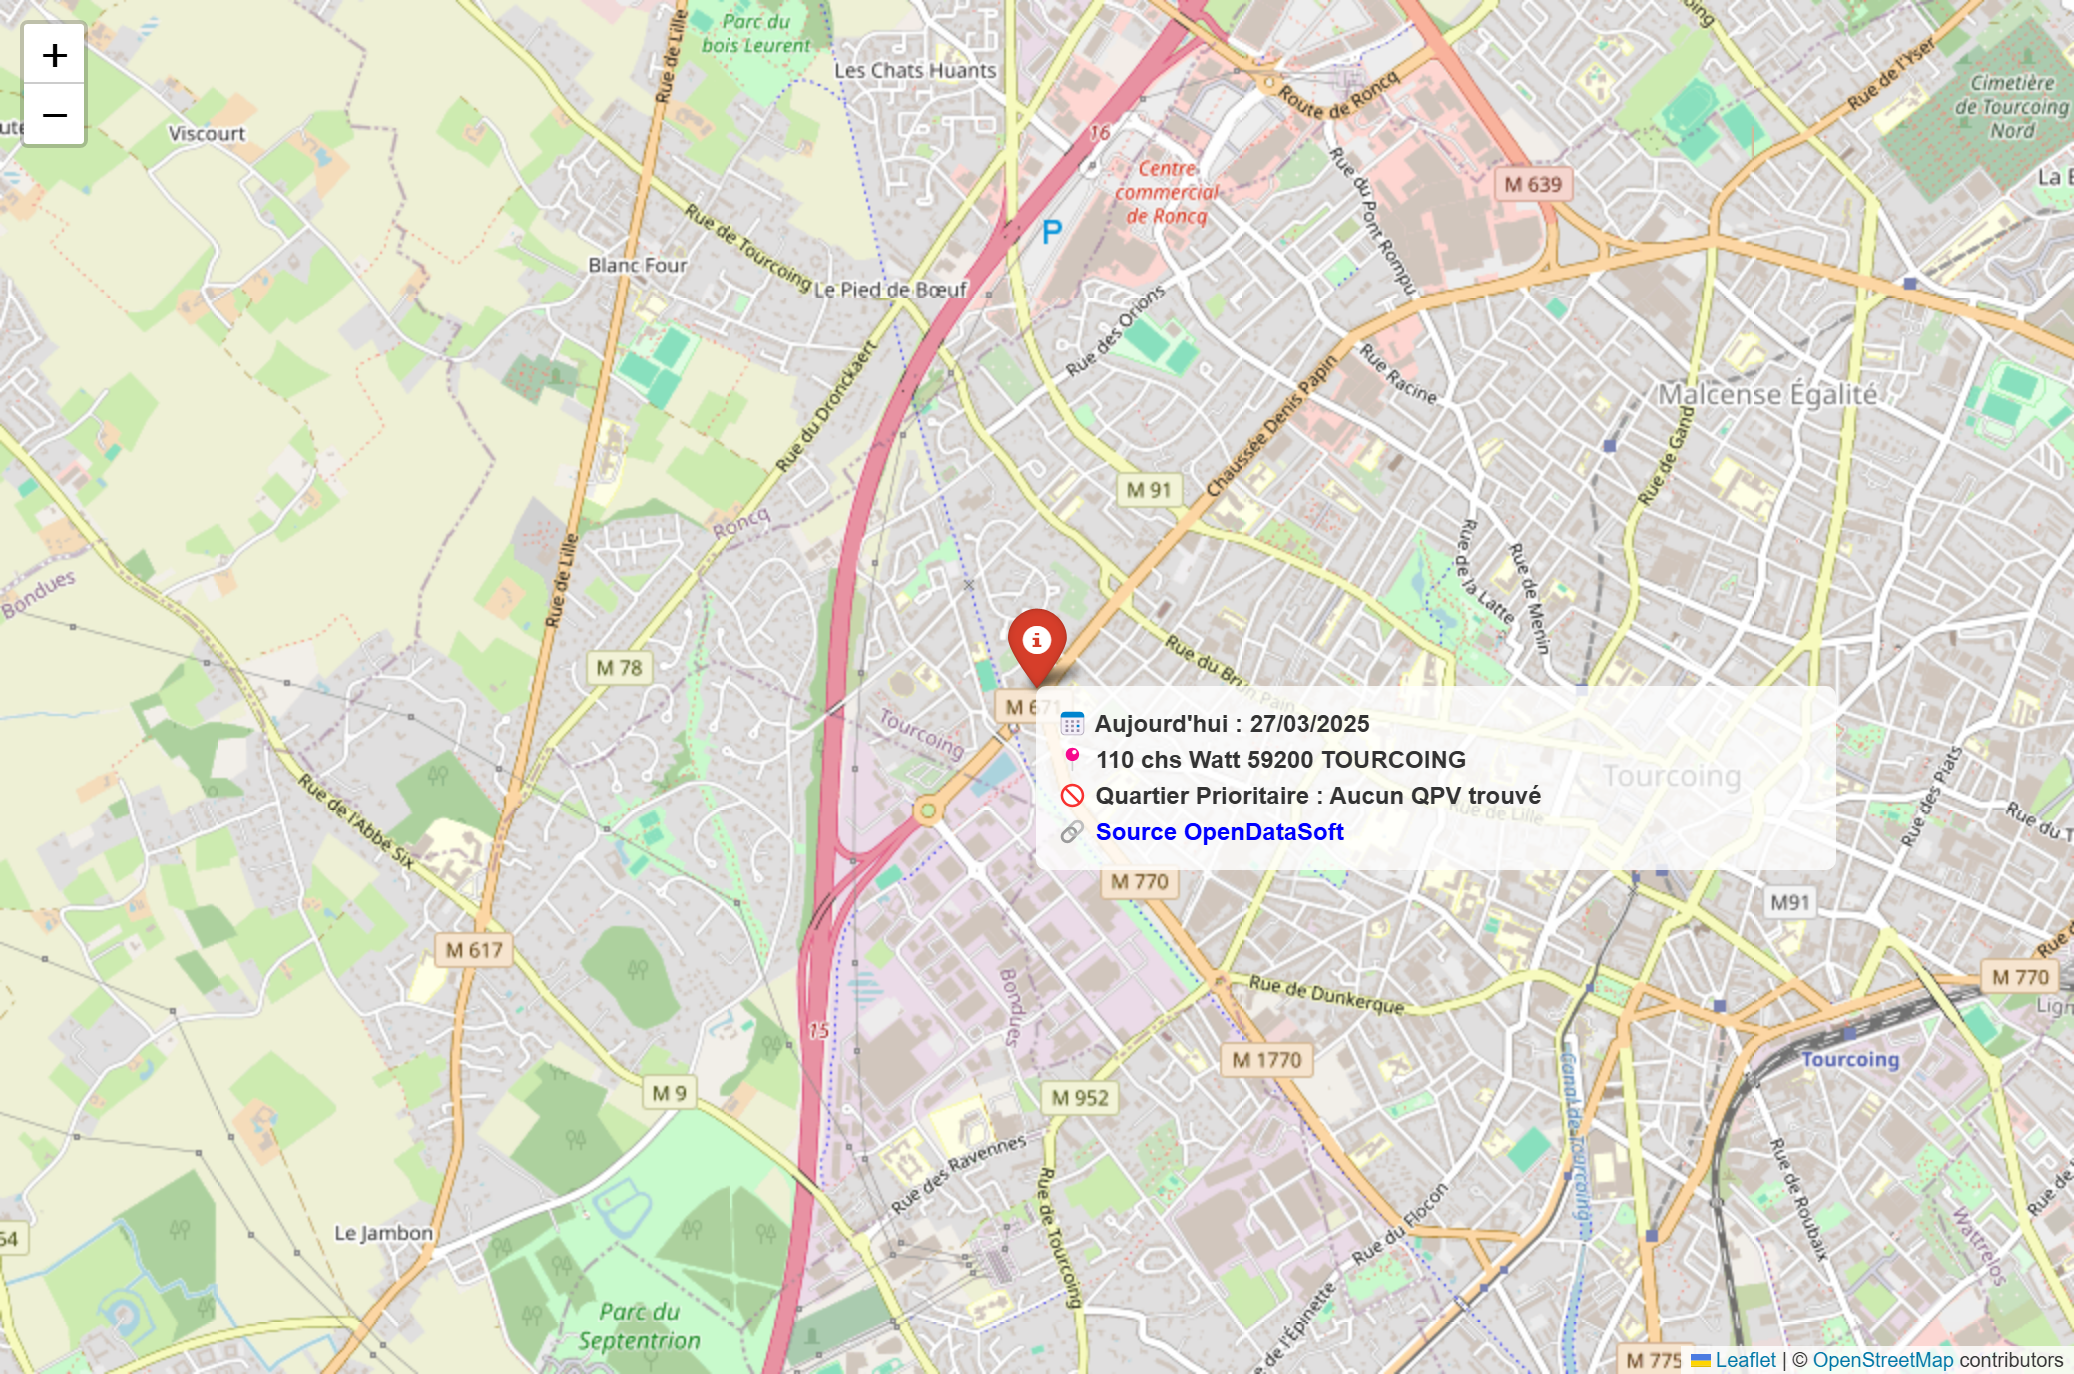 +
−
Parc du
bois Leurent
Rue de Lille
Les Chats Huants
Viscourt
Route de Roncq
Rue de l'Yser
Cimetière
de Tourcoing
Nord
16
Centre
commercial
de Roncq
Rue du Pont Rompu
M 639
P
Rue de Tourcoing
Blanc Four
Le Pied de Bœuf
Rue des Orions
Rue du Dronckaert
Chaussée Denis Papin
Rue Racine
Malcense Égalité
Rue de Gand
M 91
Roncq
Rue de Lille
Rue de la Latte
Rue de Menin
Bondues
M 78
Rue du Brun Pain
M 671
Tourcoing
Aujourd'hui : 27/03/2025
110 chs Watt 59200 TOURCOING
Quartier Prioritaire : Aucun QPV trouvé
Source OpenDataSoft
Tourcoing
Rue de Lille
Rue des Piats
Rue du T
Rue de l'Abbé Six
M 770
M91
M 617
Rue de Dunkerque
M 770
Bondues
15
M 1770
Tourcoing
Canal de Tourcoing
M 9
M 952
Rue des Ravennes
Rue de Tourcoing
Rue du Flocon
Rue de Roubaix
Wattrelos
Le Jambon
54
Parc du
Septentrion
e de l'Épinette
M 775
Leaflet | © OpenStreetMap contributors